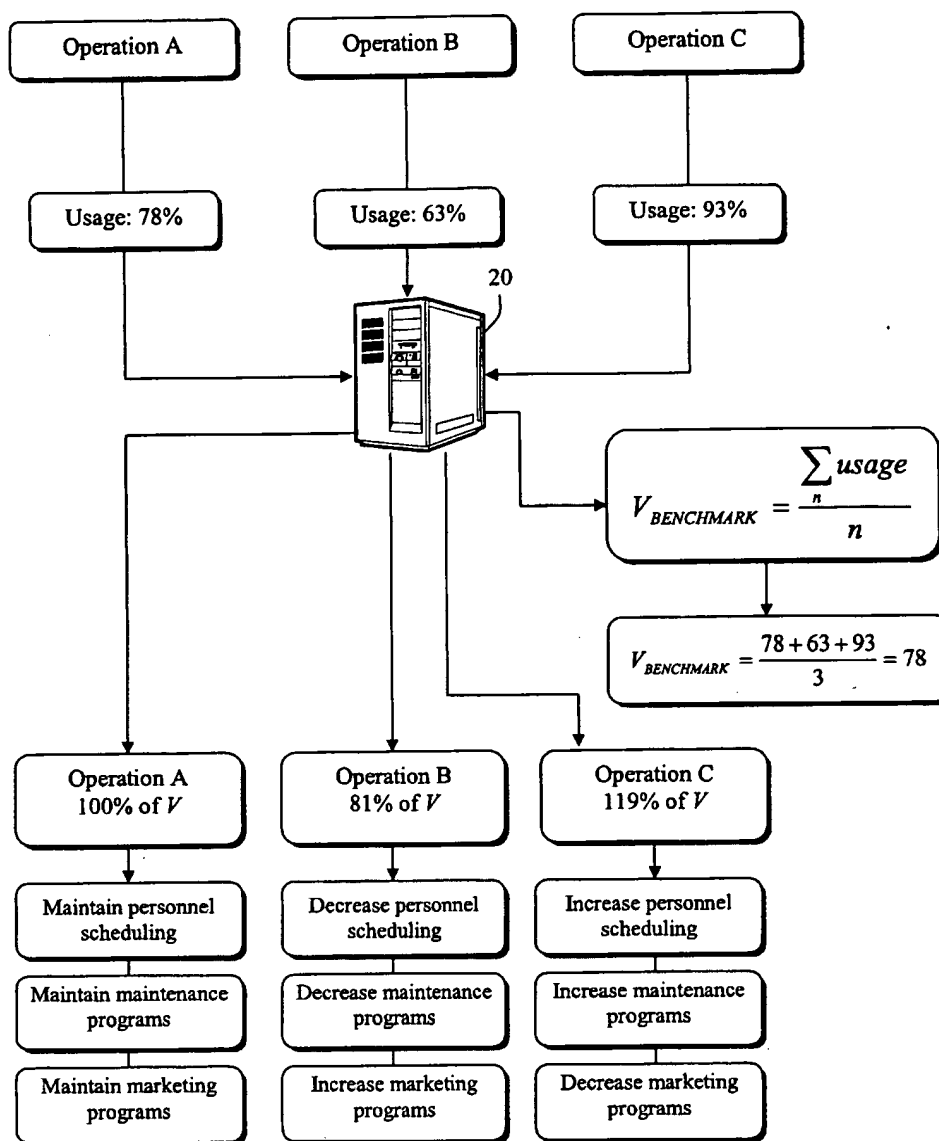 Operation A
Operation B
Operation C
Usage: 78%
Usage: 63%
Usage: 93%
20
V_BENCHMARK = ∑_n usage / n
V_BENCHMARK = (78 + 63 + 93) / 3 = 78
Operation A
100% of V
Operation B
81% of V
Operation C
119% of V
Maintain personnel
scheduling
Decrease personnel
scheduling
Increase personnel
scheduling
Maintain maintenance
programs
Decrease maintenance
programs
Increase maintenance
programs
Maintain marketing
programs
Increase marketing
programs
Decrease marketing
programs